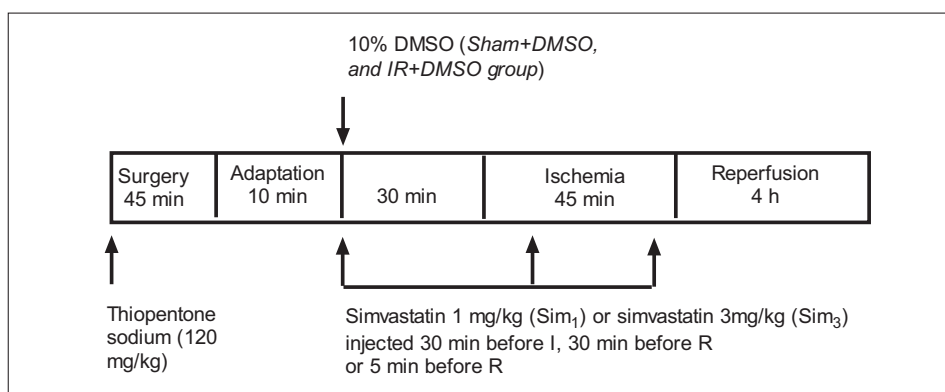 10% DMSO (Sham+DMSO,
and IR+DMSO group)
Surgery
45 min
Adaptation
10 min
30 min
Ischemia
45 min
Reperfusion
4 h
Thiopentone
sodium (120
mg/kg)
Simvastatin 1 mg/kg (Sim₁) or simvastatin 3mg/kg (Sim₃)
injected 30 min before I, 30 min before R
or 5 min before R